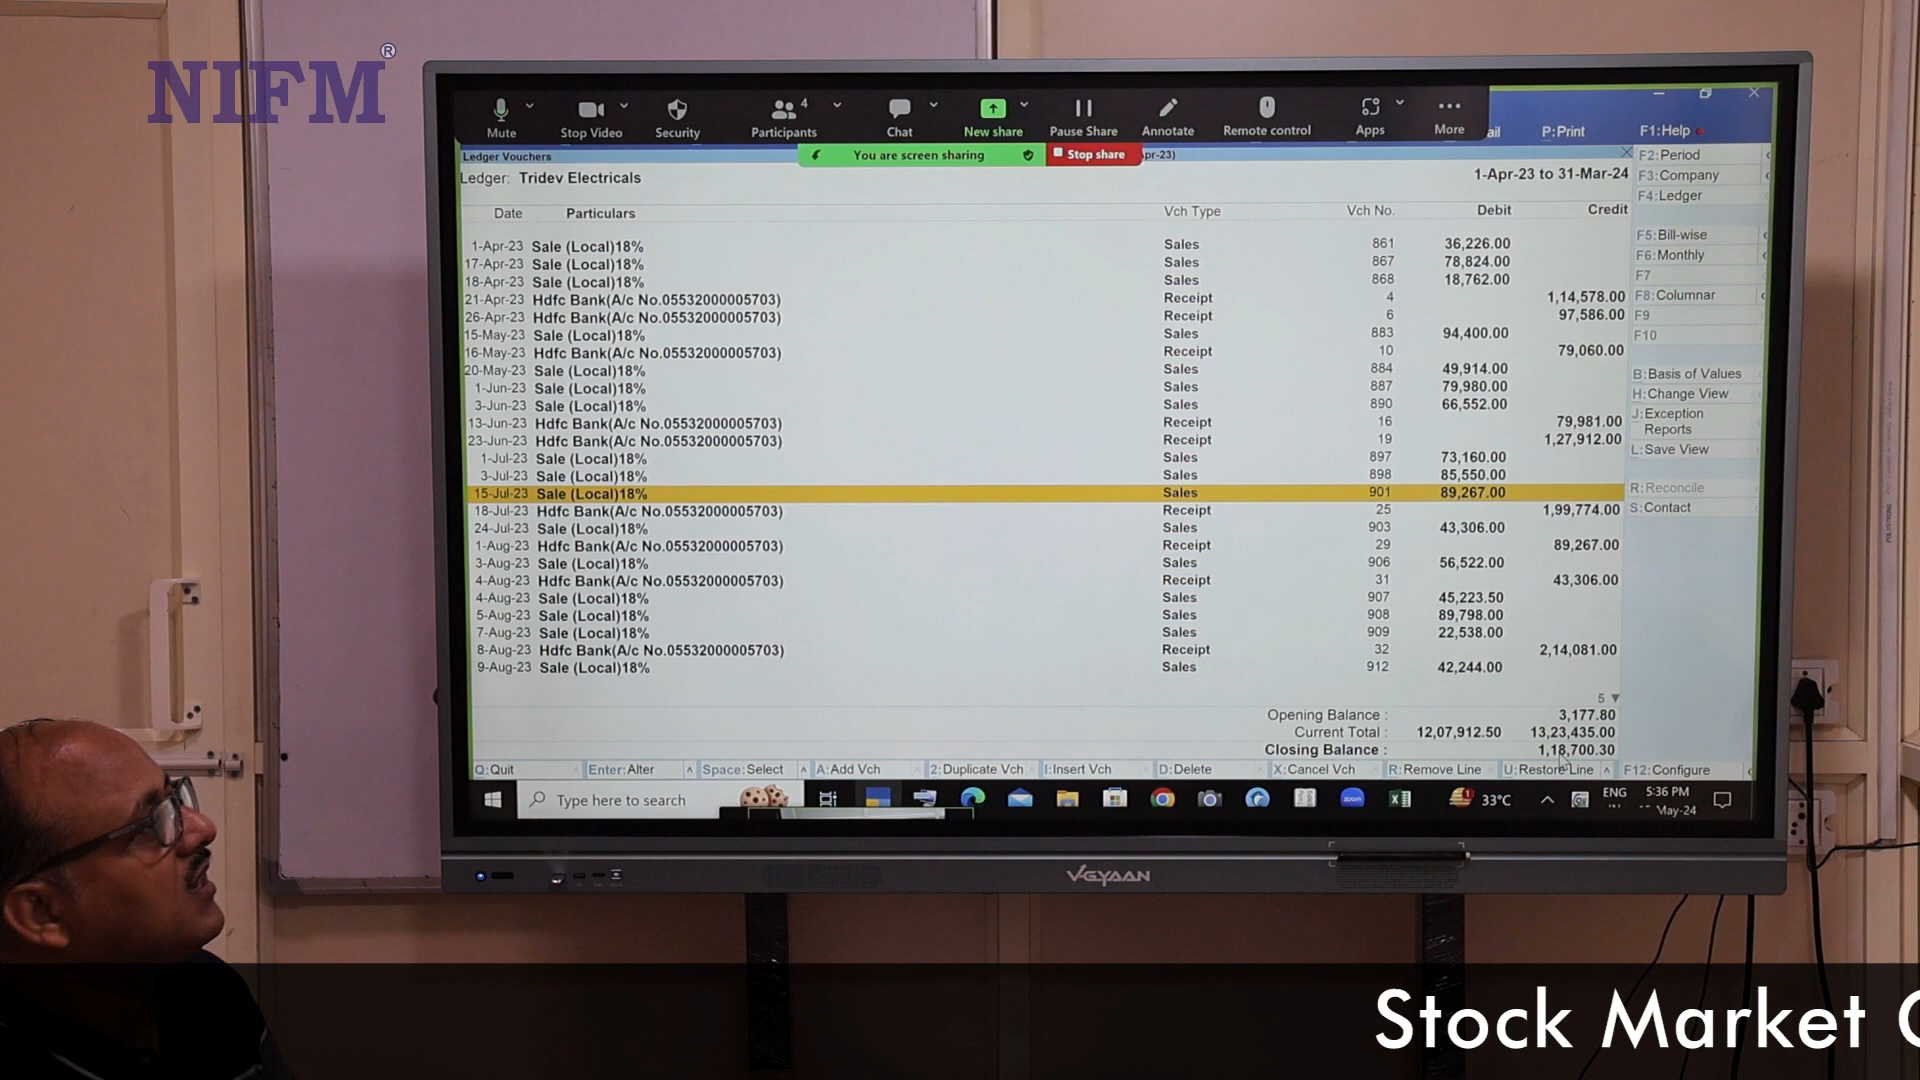 NIFM®
Mute
Stop Video
Security
Participants 4
Chat
New share
Pause Share
Annotate
Remote control
Apps
More
ail
P:Print
F1:Help
You are screen sharing
Stop share
Ledger Vouchers
pr-23)
Ledger: Tridev Electricals
1-Apr-23 to 31-Mar-24
Date Particulars Vch Type Vch No. Debit Credit
1-Apr-23 Sale (Local)18% Sales 861 36,226.00
17-Apr-23 Sale (Local)18% Sales 867 78,824.00
18-Apr-23 Sale (Local)18% Sales 868 18,762.00
21-Apr-23 Hdfc Bank(A/c No.05532000005703) Receipt 4 1,14,578.00
26-Apr-23 Hdfc Bank(A/c No.05532000005703) Receipt 6 97,586.00
15-May-23 Sale (Local)18% Sales 883 94,400.00
16-May-23 Hdfc Bank(A/c No.05532000005703) Receipt 10 79,060.00
20-May-23 Sale (Local)18% Sales 884 49,914.00
1-Jun-23 Sale (Local)18% Sales 887 79,980.00
3-Jun-23 Sale (Local)18% Sales 890 66,552.00
13-Jun-23 Hdfc Bank(A/c No.05532000005703) Receipt 16 79,981.00
23-Jun-23 Hdfc Bank(A/c No.05532000005703) Receipt 19 1,27,912.00
1-Jul-23 Sale (Local)18% Sales 897 73,160.00
3-Jul-23 Sale (Local)18% Sales 898 85,550.00
15-Jul-23 Sale (Local)18% Sales 901 89,267.00
18-Jul-23 Hdfc Bank(A/c No.05532000005703) Receipt 25 1,99,774.00
24-Jul-23 Sale (Local)18% Sales 903 43,306.00
1-Aug-23 Hdfc Bank(A/c No.05532000005703) Receipt 29 89,267.00
3-Aug-23 Sale (Local)18% Sales 906 56,522.00
4-Aug-23 Hdfc Bank(A/c No.05532000005703) Receipt 31 43,306.00
4-Aug-23 Sale (Local)18% Sales 907 45,223.50
5-Aug-23 Sale (Local)18% Sales 908 89,798.00
7-Aug-23 Sale (Local)18% Sales 909 22,538.00
8-Aug-23 Hdfc Bank(A/c No.05532000005703) Receipt 32 2,14,081.00
9-Aug-23 Sale (Local)18% Sales 912 42,244.00
5 ▼
Opening Balance : 3,177.80
Current Total : 12,07,912.50 13,23,435.00
Closing Balance : 1,18,700.30
F2:Period
F3:Company
F4:Ledger
F5:Bill-wise
F6:Monthly
F7
F8:Columnar
F9
F10
B:Basis of Values
H:Change View
J:Exception
Reports
L:Save View
R:Reconcile
S:Contact
Q:Quit Enter:Alter Space:Select A:Add Vch 2:Duplicate Vch I:Insert Vch D:Delete X:Cancel Vch R:Remove Line U:Restore Line F12:Configure
Type here to search
zoom
33°C
ENG
5:36 PM
May-24
VGYAAN
Stock Market